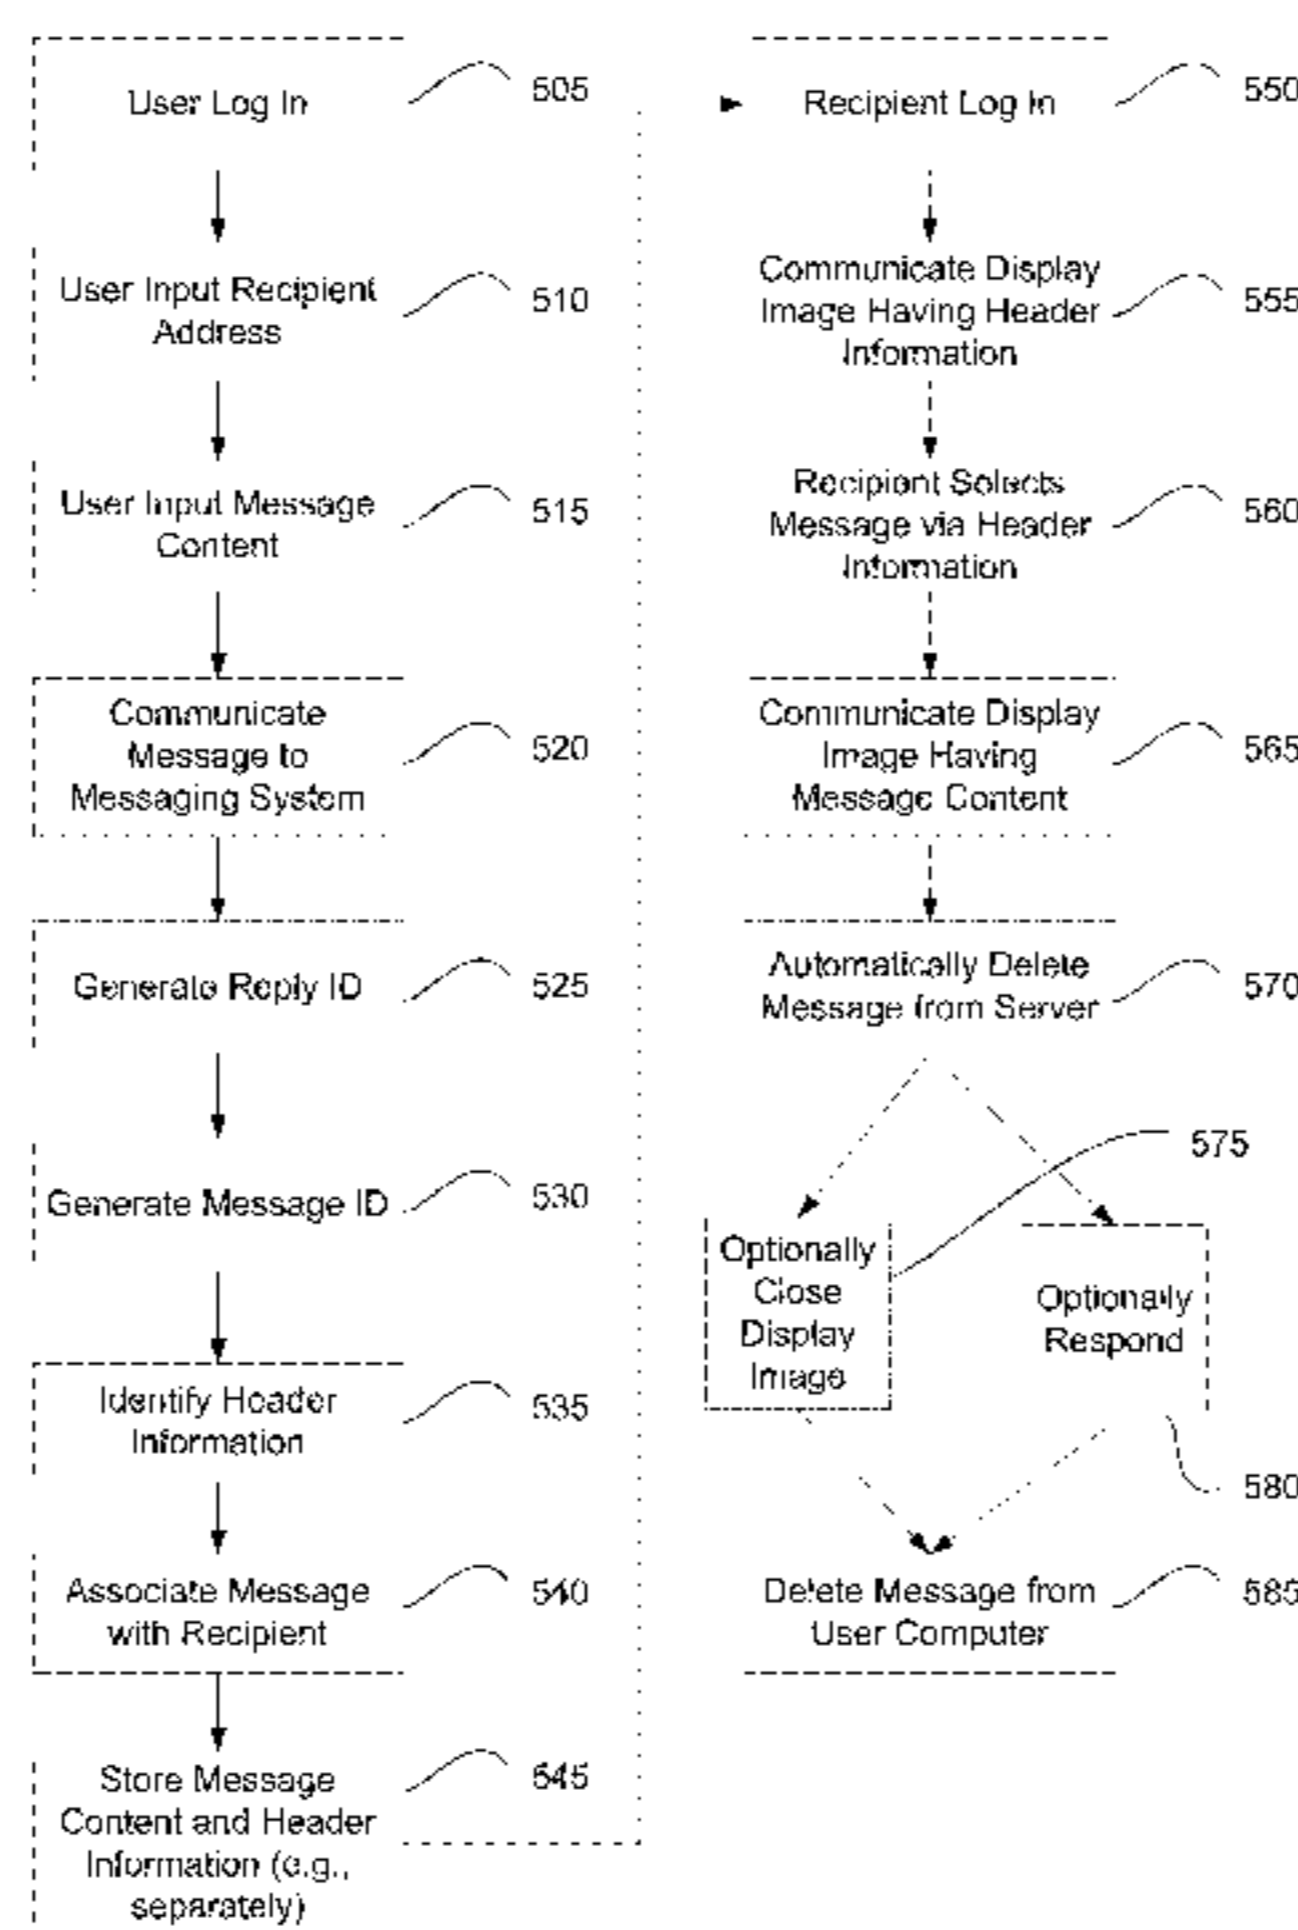 User Log In
505
User Input Recipient
Address
510
User Input Message
Content
515
Communicate
Message to
Messaging System
520
Generate Reply ID
525
Generate Message ID
530
Identify Header
Information
535
Associate Message
with Recipient
540
Store Message
Content and Header
Information (e.g.,
separately)
545
Recipient Log In
550
Communicate Display
Image Having Header
Information
555
Recipient Selects
Message via Header
Information
560
Communicate Display
Image Having
Message Content
565
Automatically Delete
Message from Server
570
575
Optionally
Close
Display
Image
Optionally
Respond
580
Delete Message from
User Computer
585